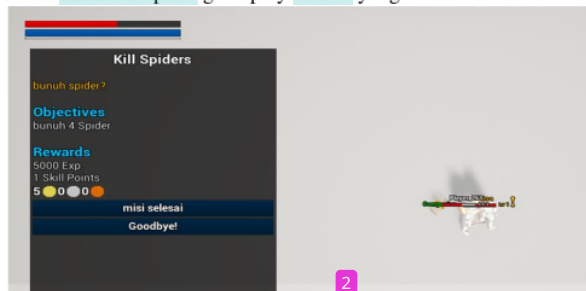 Kill Spiders
bunuh spider?
Objectives
bunuh 4 Spider
Rewards
5000 Exp
1 Skill Points
5 0 0
misi selesai
Goodbye!
2